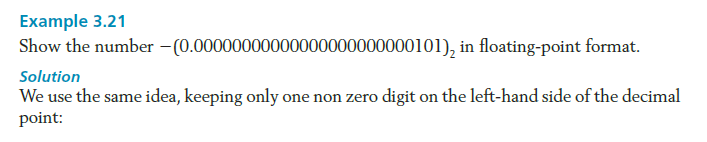 Example 3.21
Show the number −(0.00000000000000000000000101)₂ in floating-point format.
Solution
We use the same idea, keeping only one non zero digit on the left-hand side of the decimal
point: